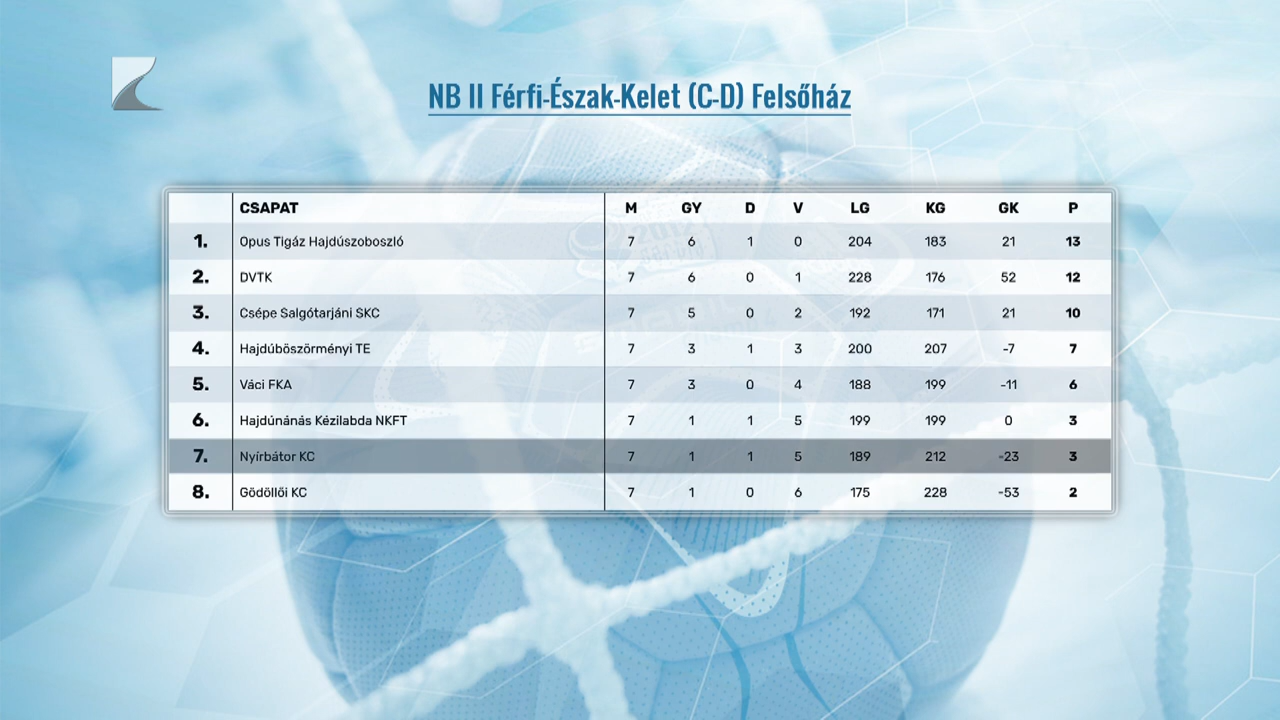 NB II Férfi-Észak-Kelet (C-D) Felsőház
CSAPAT M GY D V LG KG GK P
1. Opus Tigáz Hajdúszoboszló 7 6 1 0 204 183 21 13
2. DVTK 7 6 0 1 228 176 52 12
3. Csépe Salgótarjáni SKC 7 5 0 2 192 171 21 10
4. Hajdúböszörményi TE 7 3 1 3 200 207 -7 7
5. Váci FKA 7 3 0 4 188 199 -11 6
6. Hajdúnánás Kézilabda NKFT 7 1 1 5 199 199 0 3
7. Nyírbátor KC 7 1 1 5 189 212 -23 3
8. Gödöllői KC 7 1 0 6 175 228 -53 2